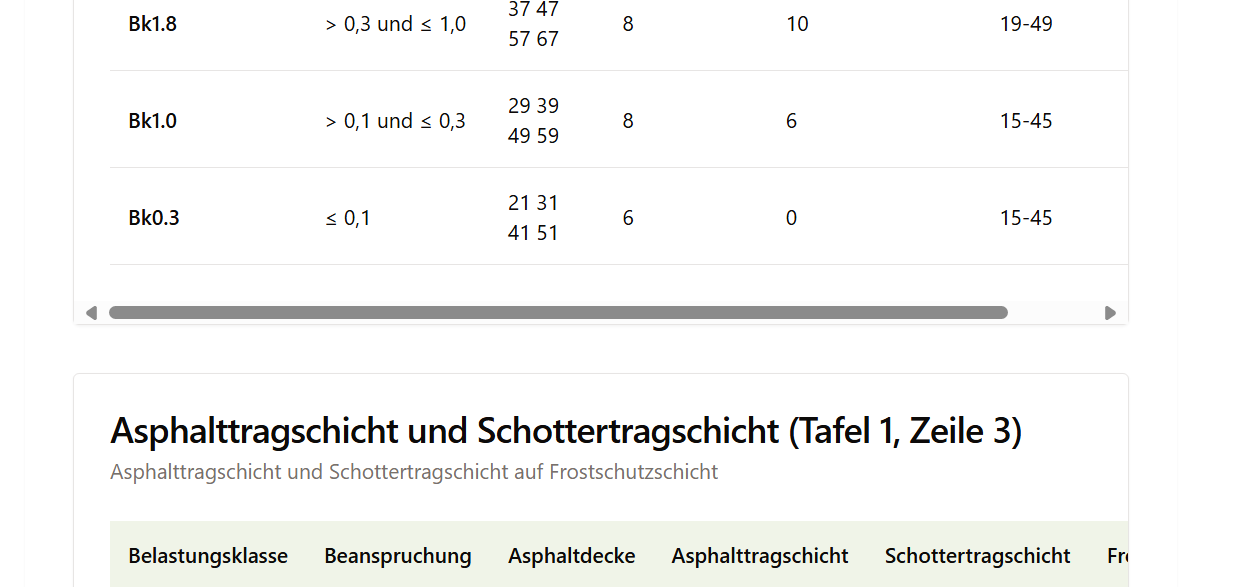 37 47
Bk1.8 > 0,3 und ≤ 1,0 8 10 19-49
57 67
29 39
Bk1.0 > 0,1 und ≤ 0,3 8 6 15-45
49 59
21 31
Bk0.3 ≤ 0,1 6 0 15-45
41 51
Asphalttragschicht und Schottertragschicht (Tafel 1, Zeile 3)
Asphalttragschicht und Schottertragschicht auf Frostschutzschicht
Belastungsklasse Beanspruchung Asphaltdecke Asphalttragschicht Schottertragschicht